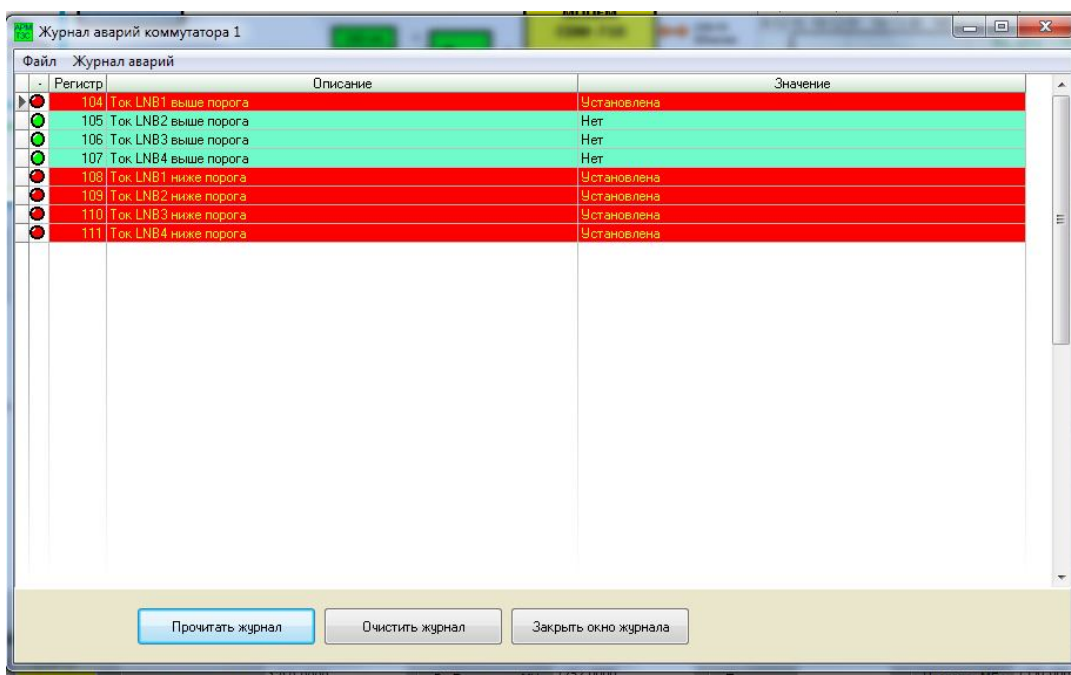 АРМ
ТЭС
Журнал аварий коммутатора 1
Файл Журнал аварий
- Регистр Описание Значение
104 Ток LNB1 выше порога Установлена
105 Ток LNB2 выше порога Нет
106 Ток LNB3 выше порога Нет
107 Ток LNB4 выше порога Нет
108 Ток LNB1 ниже порога Установлена
109 Ток LNB2 ниже порога Установлена
110 Ток LNB3 ниже порога Установлена
111 Ток LNB4 ниже порога Установлена
Прочитать журнал Очистить журнал Закрыть окно журнала